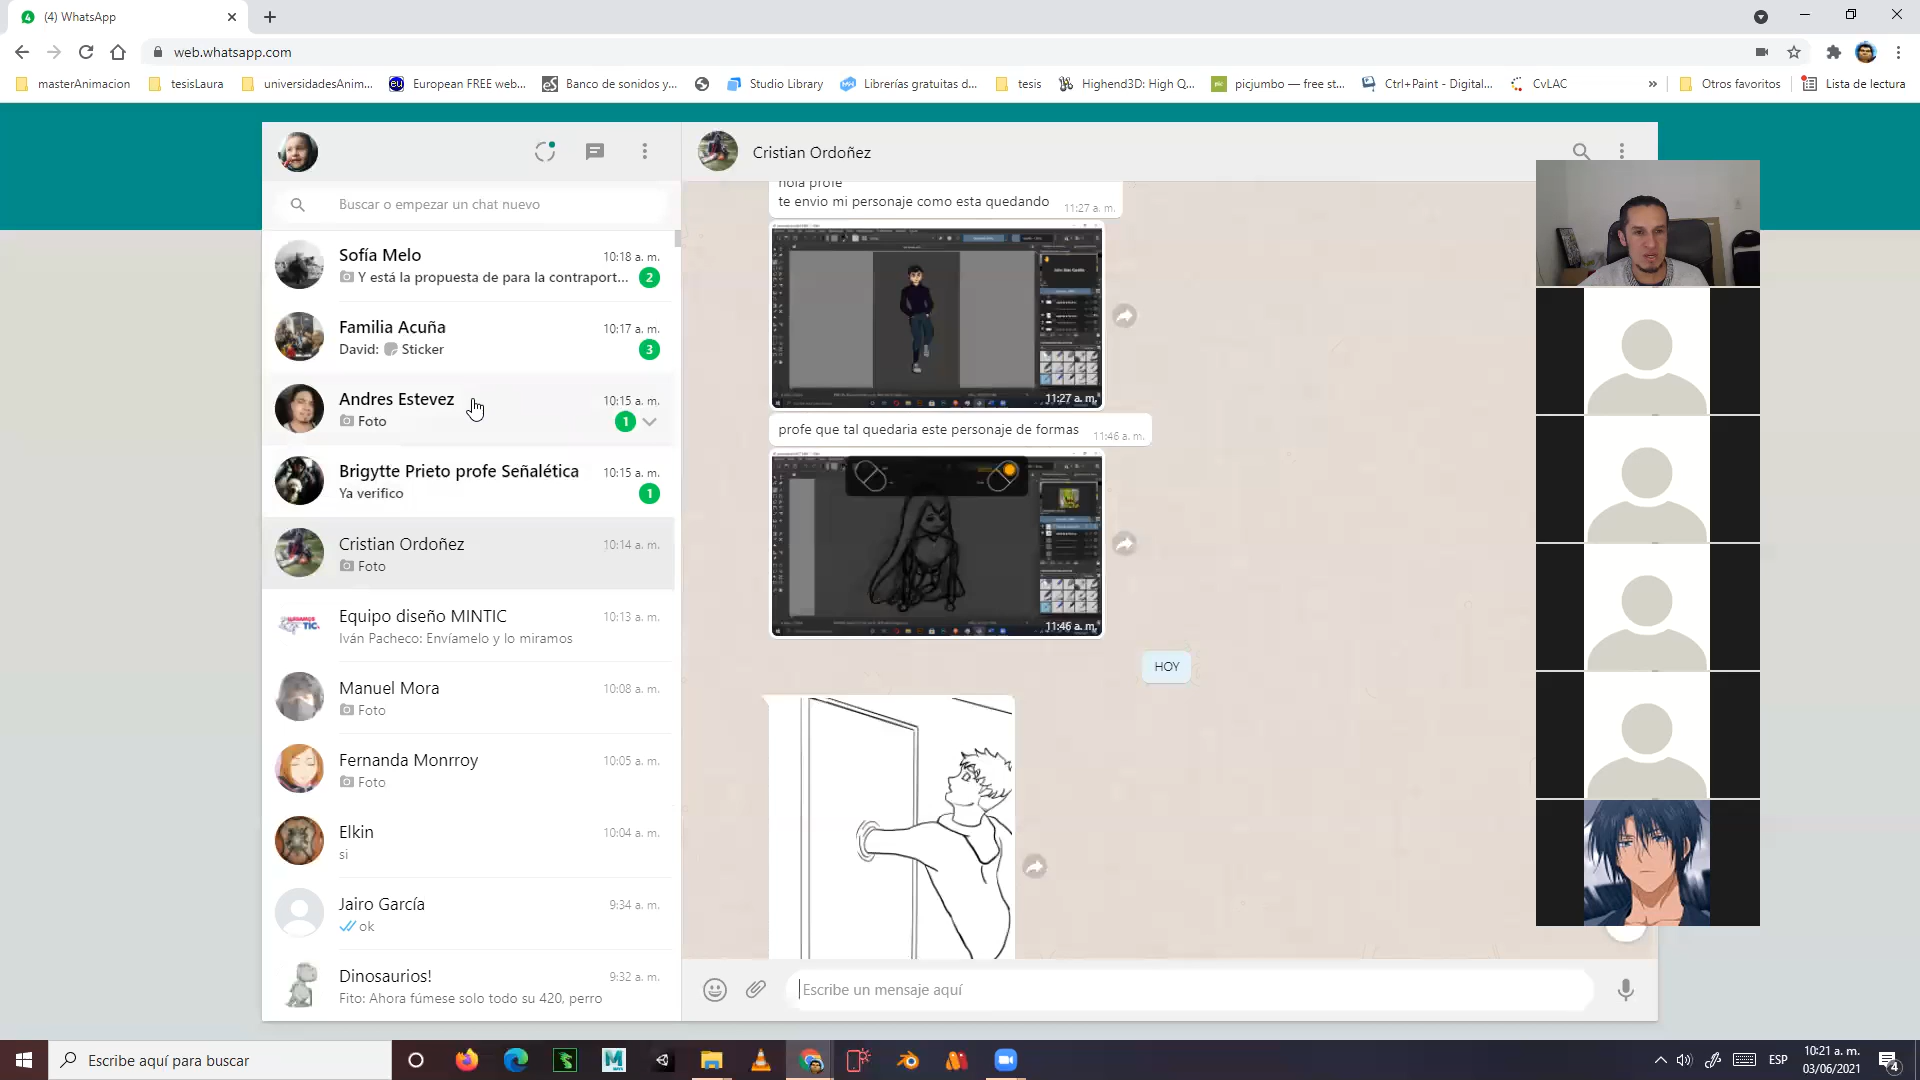 (4) WhatsApp
web.whatsapp.com
masterAnimacion
tesisLaura
universidadesAnim...
European FREE web...
Banco de sonidos y...
Studio Library
Librerías gratuitas d...
tesis
Highend3D: High Q...
picjumbo — free st...
Ctrl+Paint - Digital...
CvLAC
»
Otros favoritos
Lista de lectura
Buscar o empezar un chat nuevo
Sofía Melo
10:18 a. m.
Y está la propuesta de para la contraport...
2
Familia Acuña
10:17 a. m.
David: Sticker
3
Andres Estevez
10:15 a. m.
Foto
1
Brigytte Prieto profe Señalética
10:15 a. m.
Ya verifico
1
Cristian Ordoñez
10:14 a. m.
Foto
Equipo diseño MINTIC
10:13 a. m.
Iván Pacheco: Envíamelo y lo miramos
Manuel Mora
10:08 a. m.
Foto
Fernanda Monrroy
10:05 a. m.
Foto
Elkin
10:04 a. m.
si
Jairo García
9:34 a. m.
ok
Dinosaurios!
9:32 a. m.
Fito: Ahora fúmese solo todo su 420, perro
Cristian Ordoñez
hola profe
te envio mi personaje como esta quedando
11:27 a. m.
11:27 a. m.
profe que tal quedaria este personaje de formas
11:46 a. m.
11:46 a. m.
HOY
Escribe un mensaje aquí
Escribe aquí para buscar
ESP
10:21 a. m.
03/06/2021
4